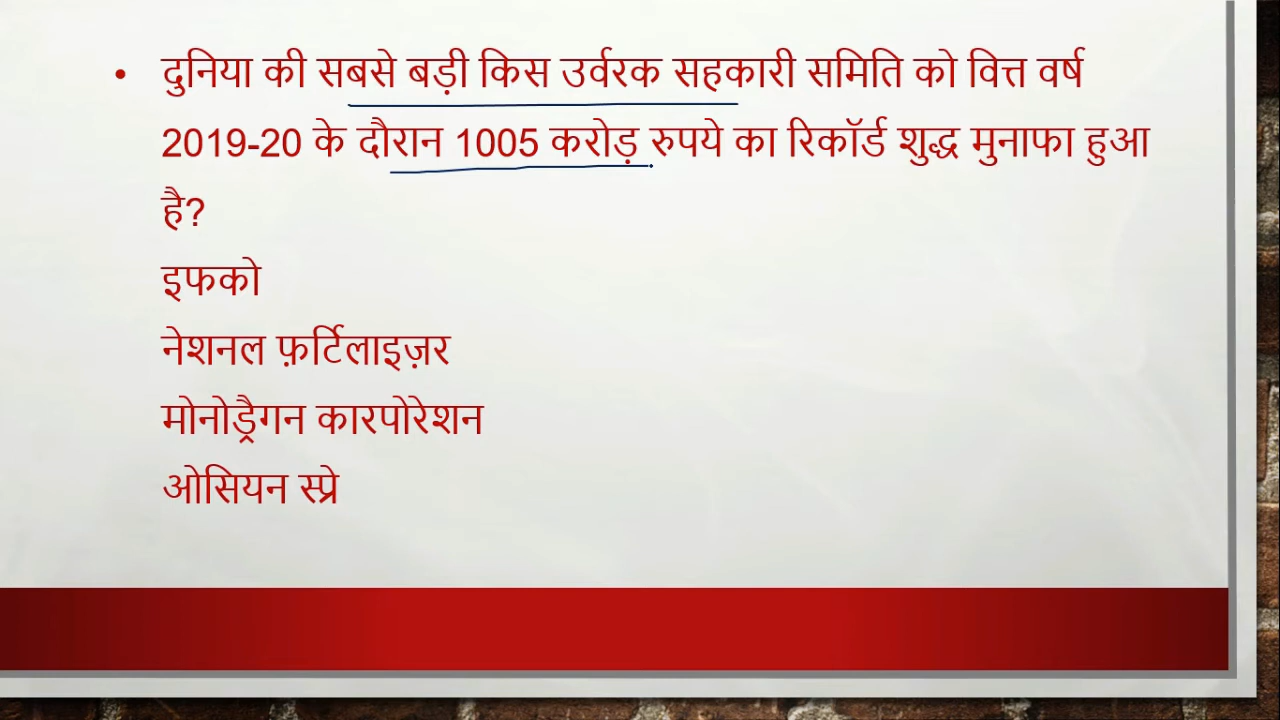 • दुनिया की सबसे बड़ी किस उर्वरक सहकारी समिति को वित्त वर्ष
2019-20 के दौरान 1005 करोड़ रुपये का रिकॉर्ड शुद्ध मुनाफा हुआ
है?
इफको
नेशनल फ़र्टिलाइज़र
मोनोड्रैगन कारपोरेशन
ओसियन स्प्रे